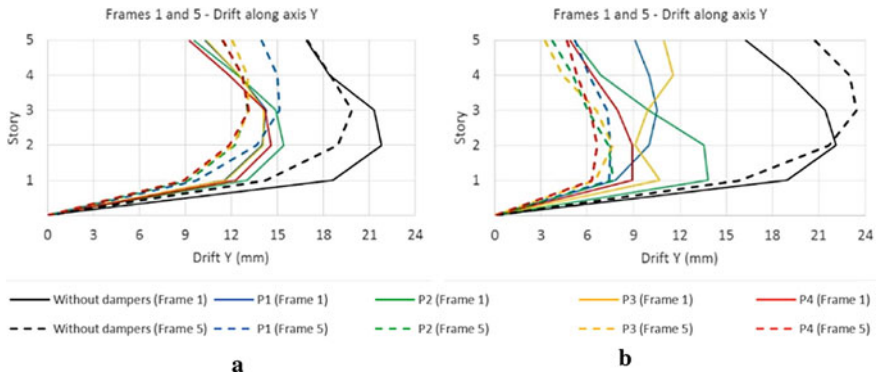 Frames 1 and 5 - Drift along axis Y
5
4
3
2
1
Story
0 3 6 9 12 15 18 21 24
Drift Y (mm)
Frames 1 and 5 - Drift along axis Y
5
4
3
2
1
Story
0 3 6 9 12 15 18 21 24
Drift Y (mm)
Without dampers (Frame 1) P1 (Frame 1) P2 (Frame 1) P3 (Frame 1) P4 (Frame 1)
Without dampers (Frame 5) P1 (Frame 5) P2 (Frame 5) P3 (Frame 5) P4 (Frame 5)
a b